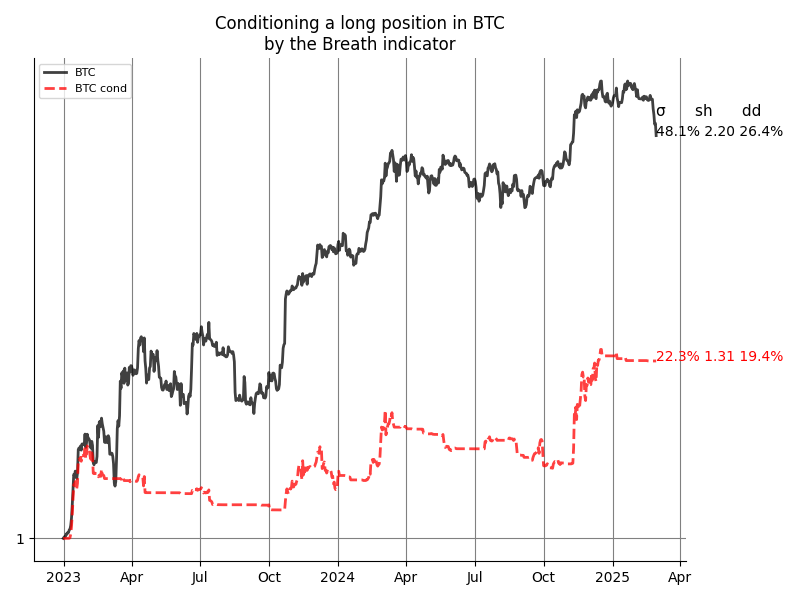 Conditioning a long position in BTC
by the Breath indicator
BTC
BTC cond
σ sh dd
48.1% 2.20 26.4%
22.3% 1.31 19.4%
1
2023 Apr Jul Oct 2024 Apr Jul Oct 2025 Apr